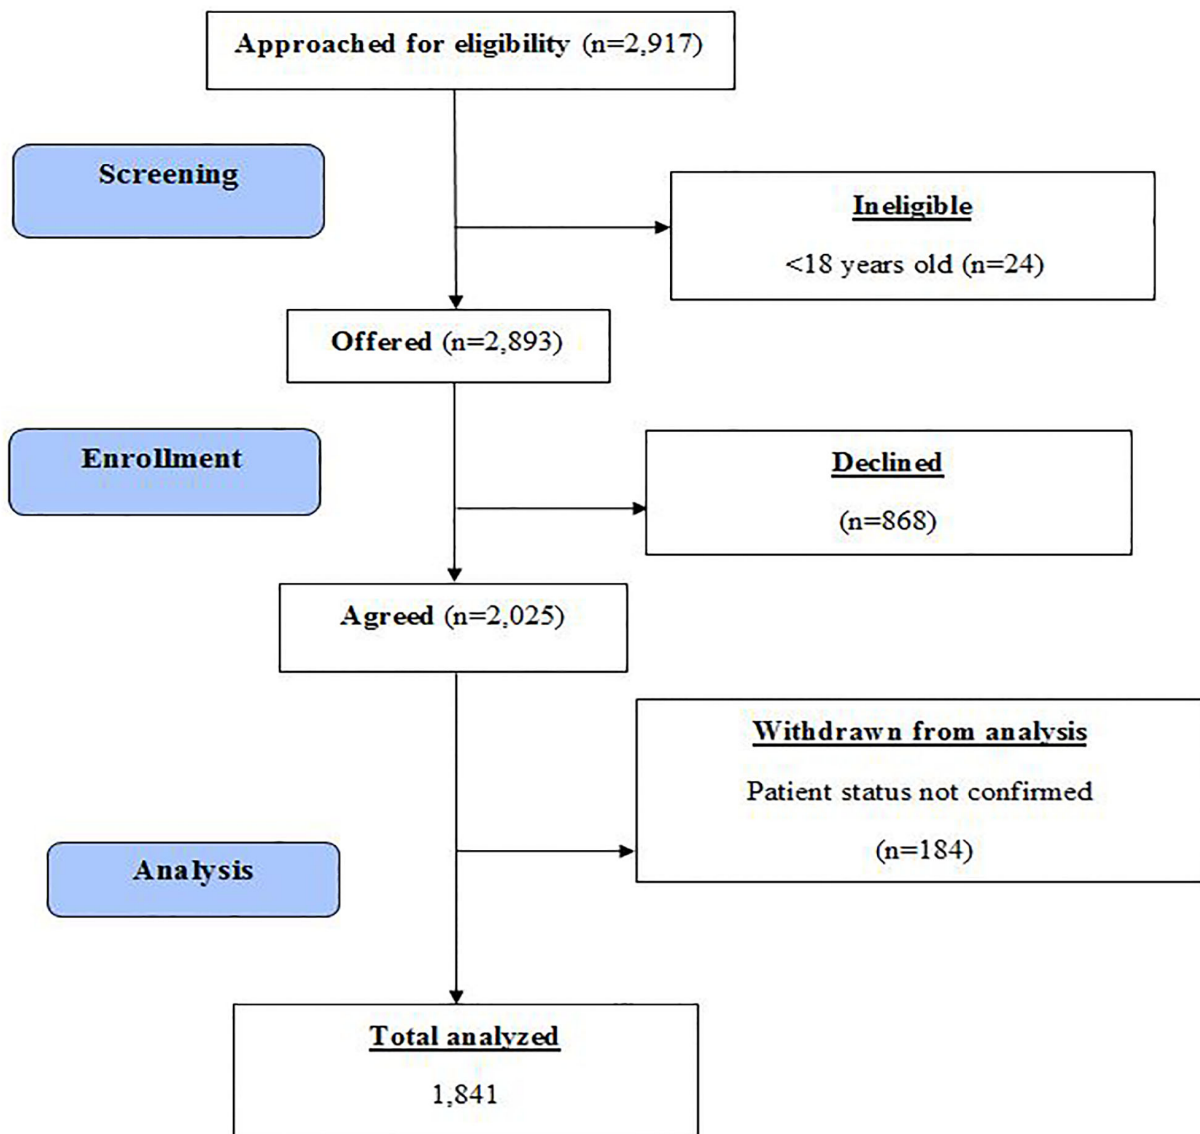 Approached for eligibility (n=2,917)
Screening
Ineligible
<18 years old (n=24)
Offered (n=2,893)
Enrollment
Declined
(n=868)
Agreed (n=2,025)
Withdrawn from analysis
Patient status not confirmed
(n=184)
Analysis
Total analyzed
1,841